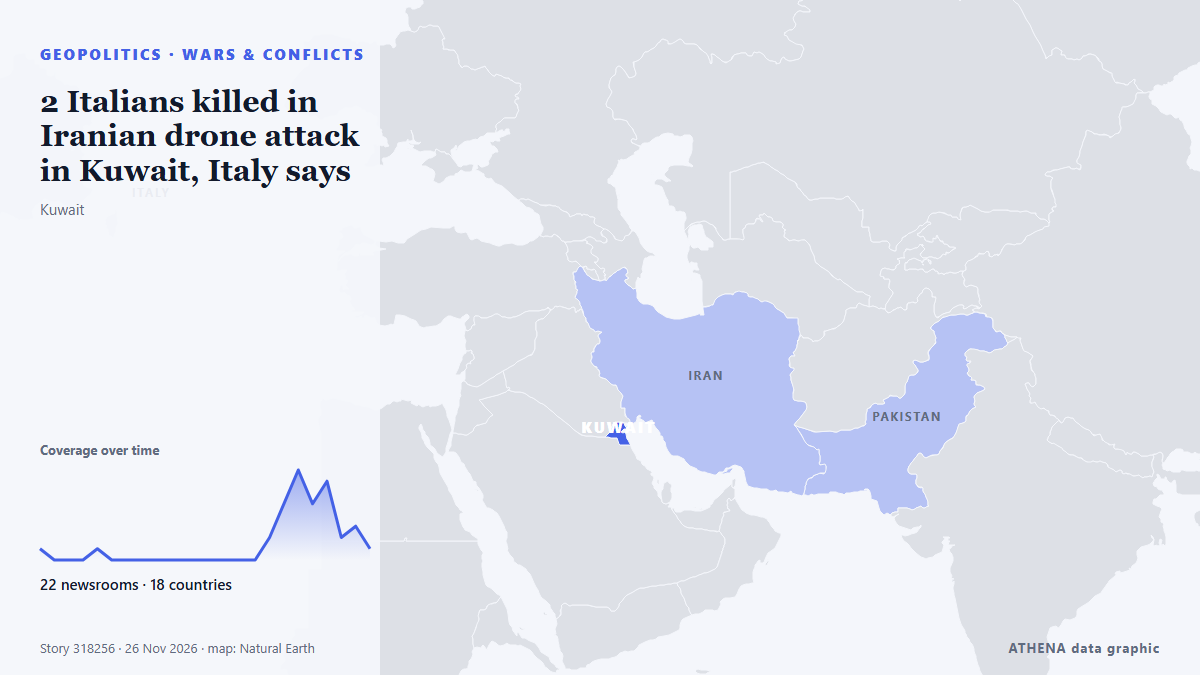 GEOPOLITICS · WARS & CONFLICTS
2 Italians killed in
Iranian drone attack
in Kuwait, Italy says
ITALY
Kuwait
IRAN
PAKISTAN
KUWAIT
Coverage over time
22 newsrooms · 18 countries
Story 318256 · 26 Nov 2026 · map: Natural Earth
ATHENA data graphic